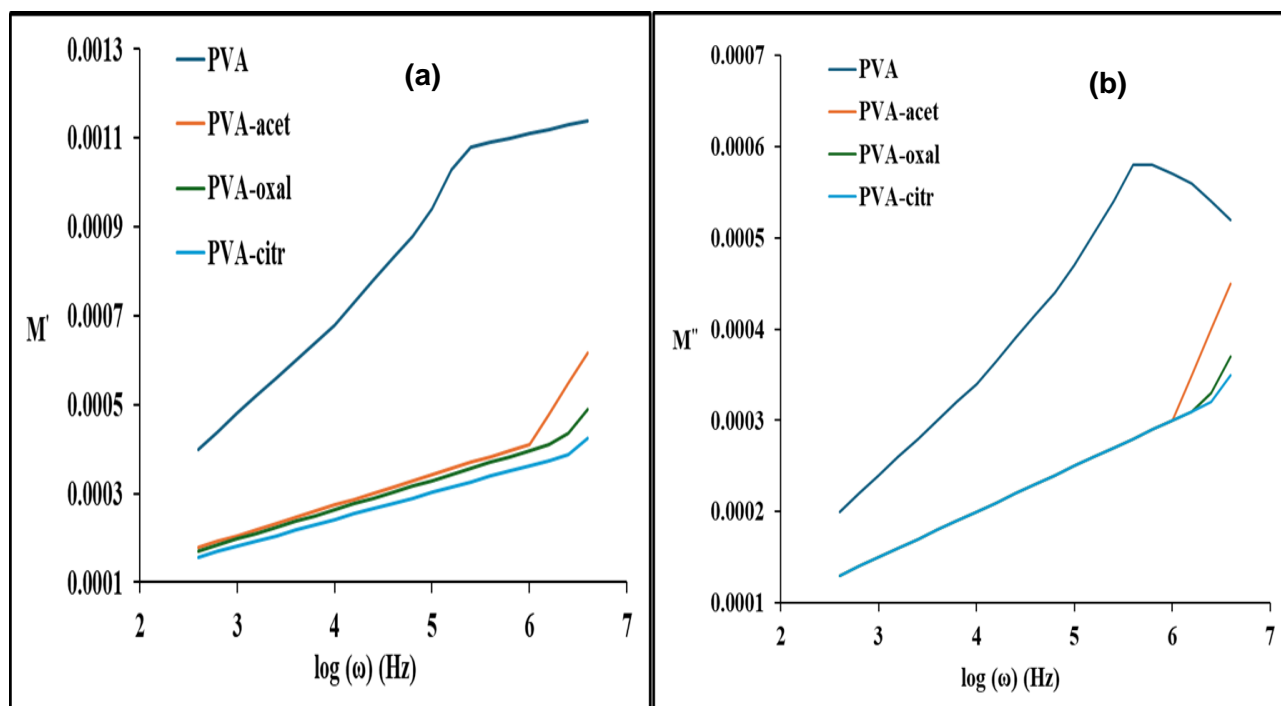 (a)
PVA
PVA-acet
PVA-oxal
PVA-citr
0.0013
0.0011
0.0009
0.0007
0.0005
0.0003
0.0001
M'
2 3 4 5 6 7
log (ω) (Hz)
(b)
PVA
PVA-acet
PVA-oxal
PVA-citr
0.0007
0.0006
0.0005
0.0004
0.0003
0.0002
0.0001
M"
2 3 4 5 6 7
log (ω) (Hz)